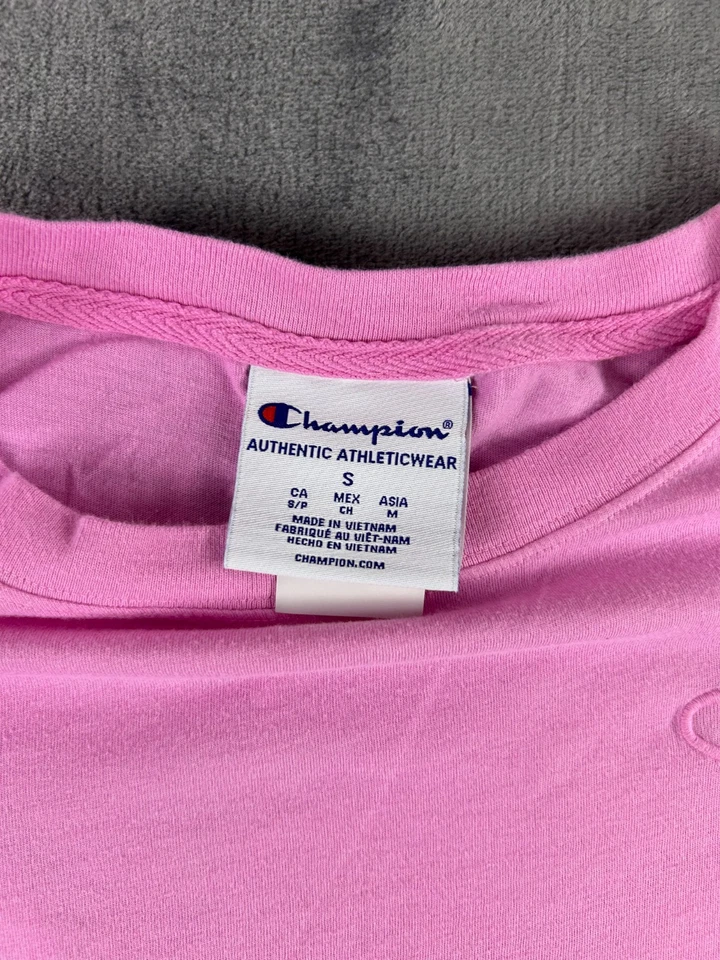 Champion®
AUTHENTIC ATHLETICWEAR
S
CA MEX ASIA
S/P CH M
MADE IN VIETNAM
FABRIQUÉ AU VIÊT-NAM
HECHO EN VIETNAM
CHAMPION.COM